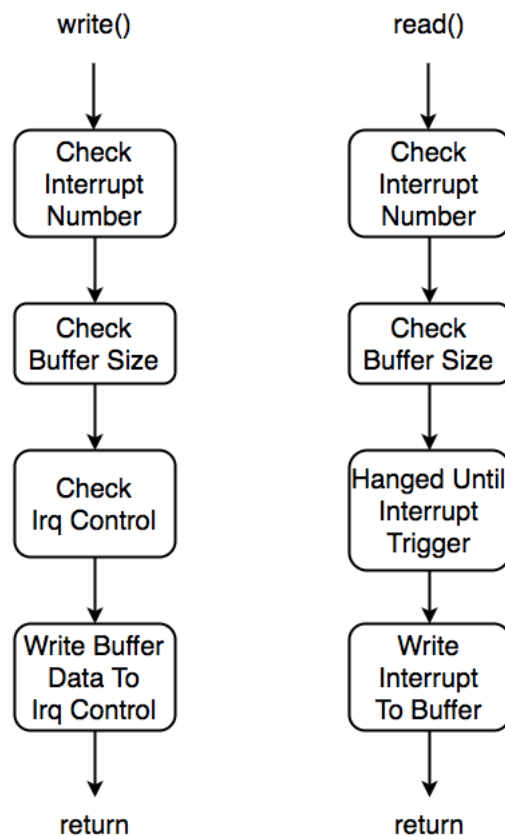 write()
Check
Interrupt
Number
Check
Buffer Size
Check
Irq Control
Write Buffer
Data To
Irq Control
return
read()
Check
Interrupt
Number
Check
Buffer Size
Hanged Until
Interrupt
Trigger
Write
Interrupt
To Buffer
return